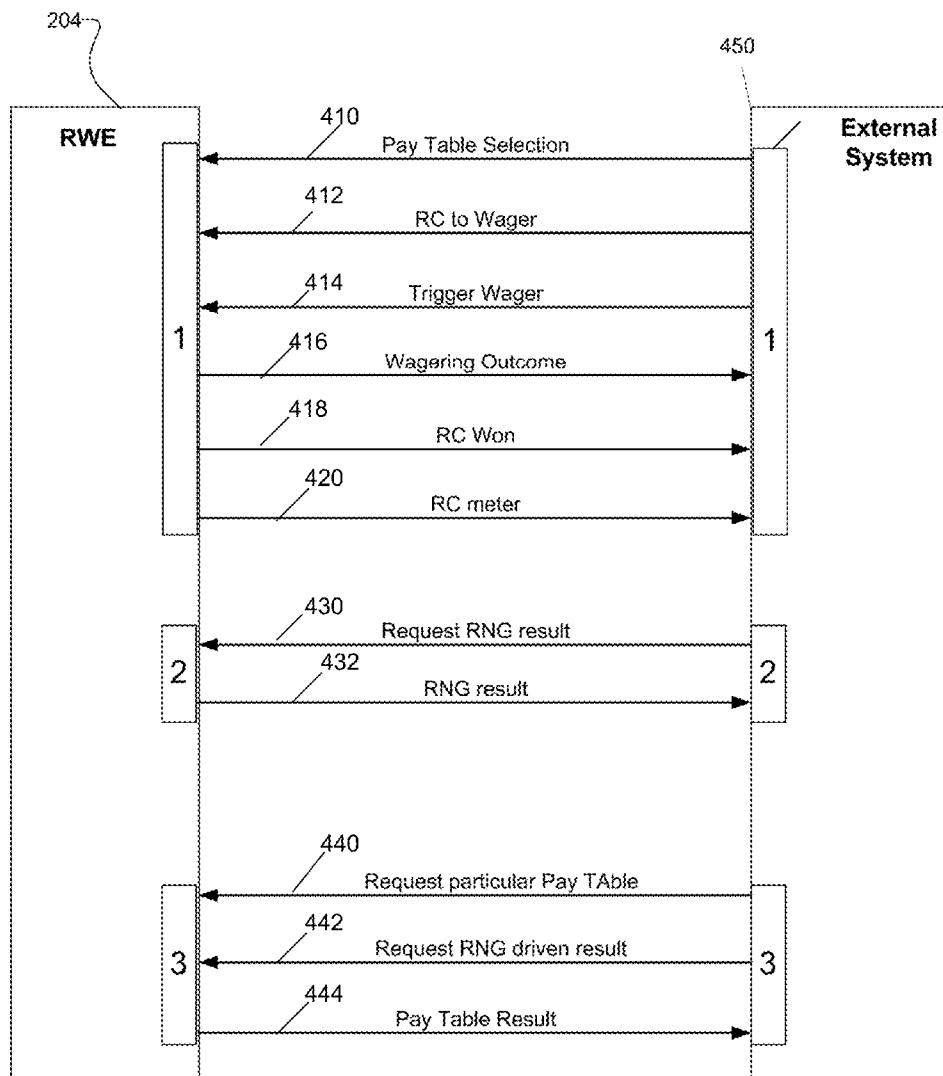 204
450
RWE
External
System
410
Pay Table Selection
412
RC to Wager
414
Trigger Wager
1
1
416
Wagering Outcome
418
RC Won
420
RC meter
430
Request RNG result
2
2
432
RNG result
440
Request particular Pay TAble
442
Request RNG driven result
3
3
444
Pay Table Result